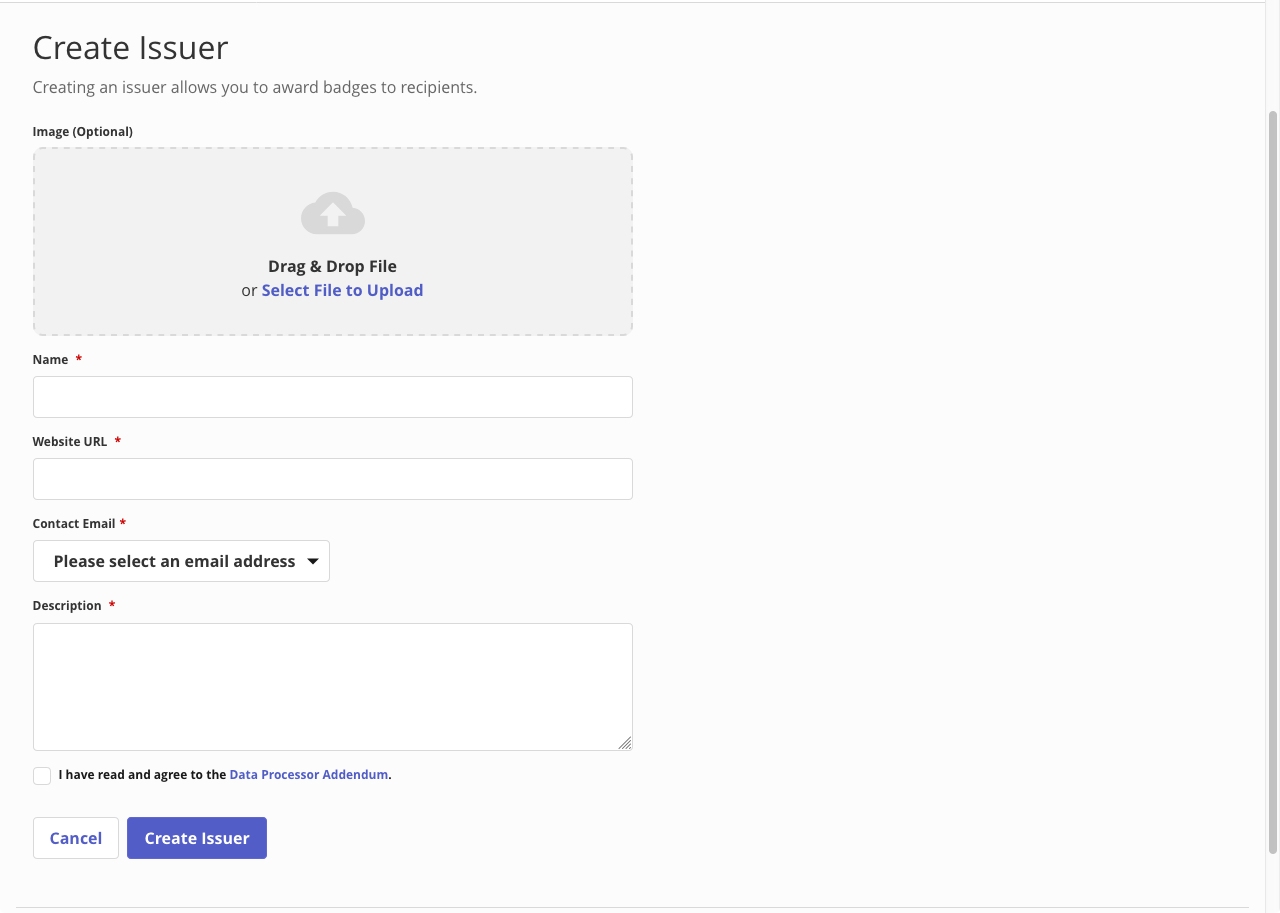 Create Issuer
Creating an issuer allows you to award badges to recipients.
Image (Optional)
Drag & Drop File
or Select File to Upload
Name *
Website URL *
Contact Email *
Please select an email address
Description *
I have read and agree to the Data Processor Addendum.
Cancel Create Issuer